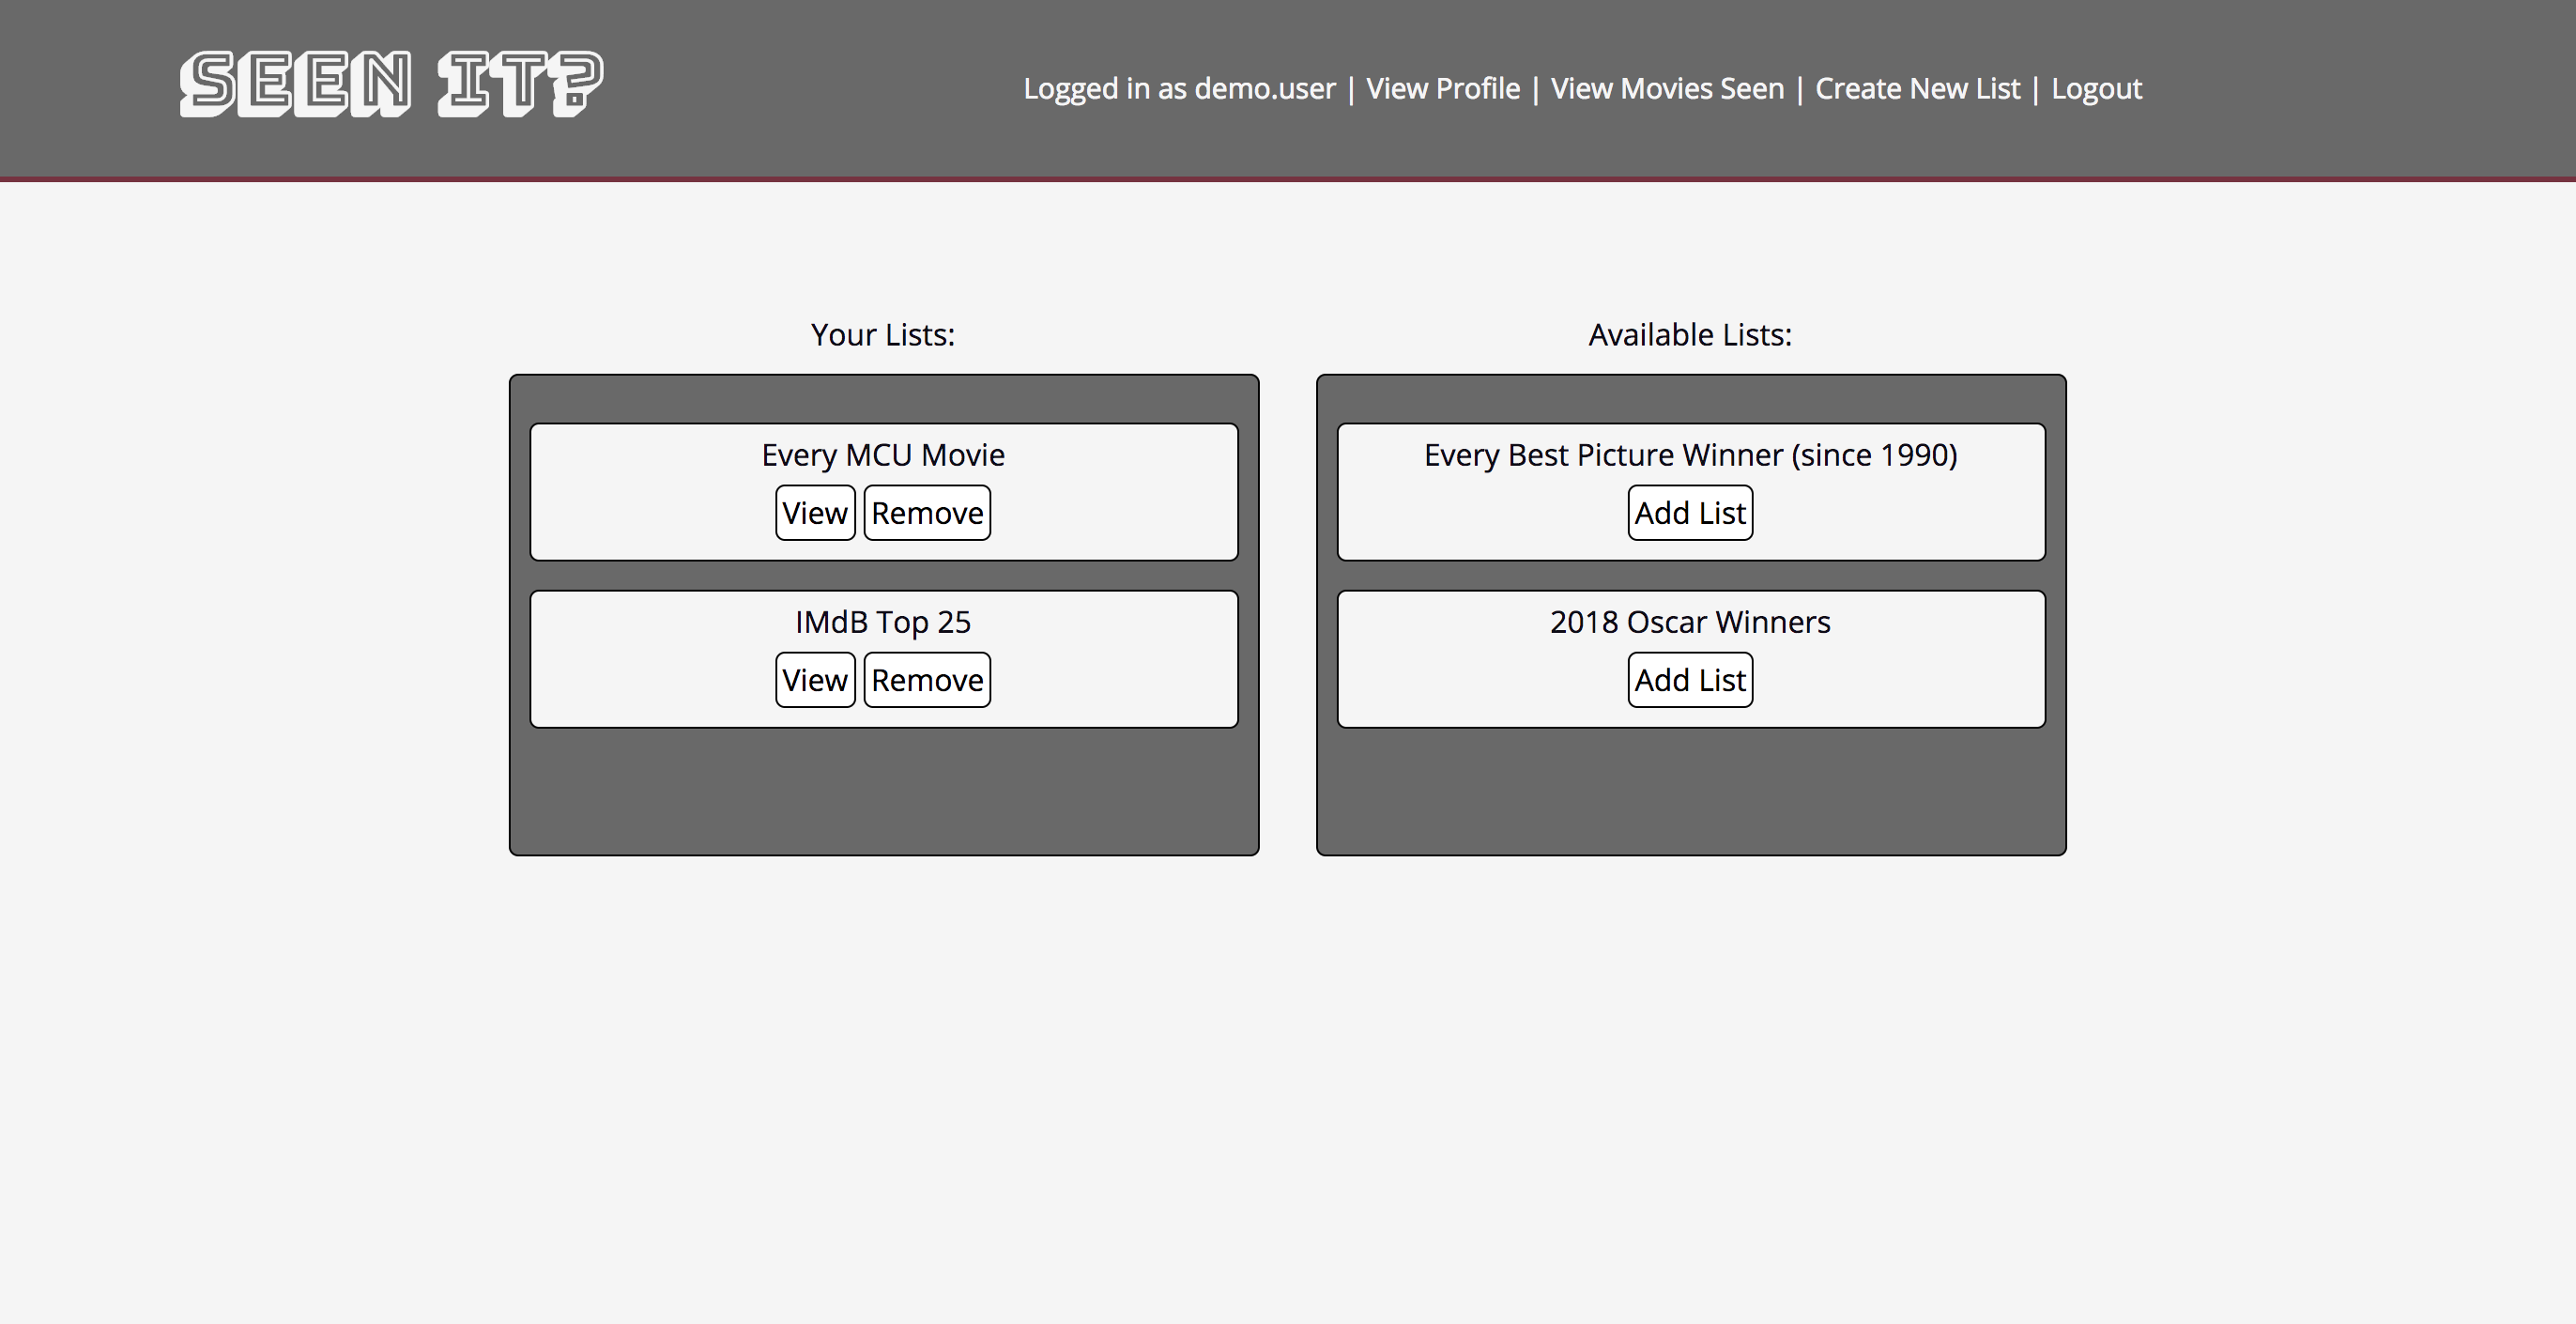 SEEN IT?
Logged in as demo.user | View Profile | View Movies Seen | Create New List | Logout
Your Lists:
Every MCU Movie
View Remove
IMdB Top 25
View Remove
Available Lists:
Every Best Picture Winner (since 1990)
Add List
2018 Oscar Winners
Add List